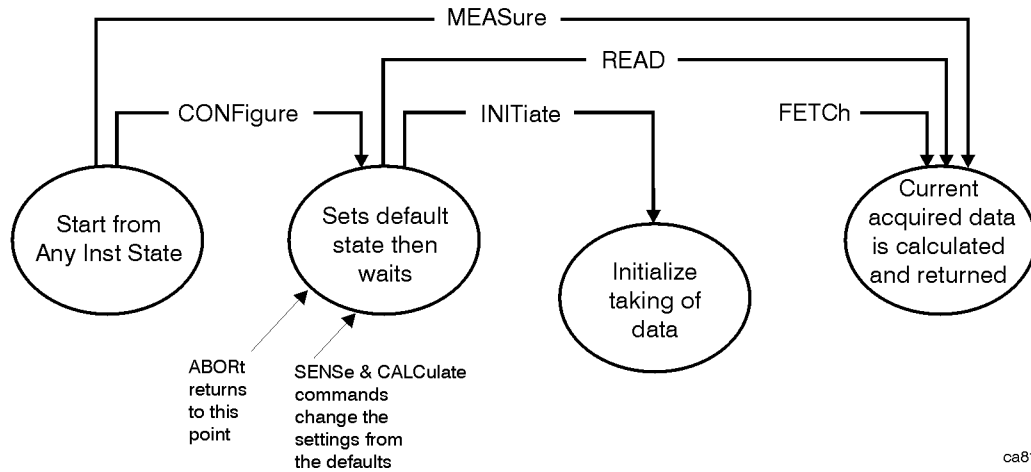 MEASure
READ
CONFigure
INITiate
FETCh
Start from
Any Inst State
Sets default
state then
waits
Initialize
taking of
data
Current
acquired data
is calculated
and returned
ABORt
returns
to this
point
SENSe & CALCulate
commands
change the
settings from
the defaults
ca8